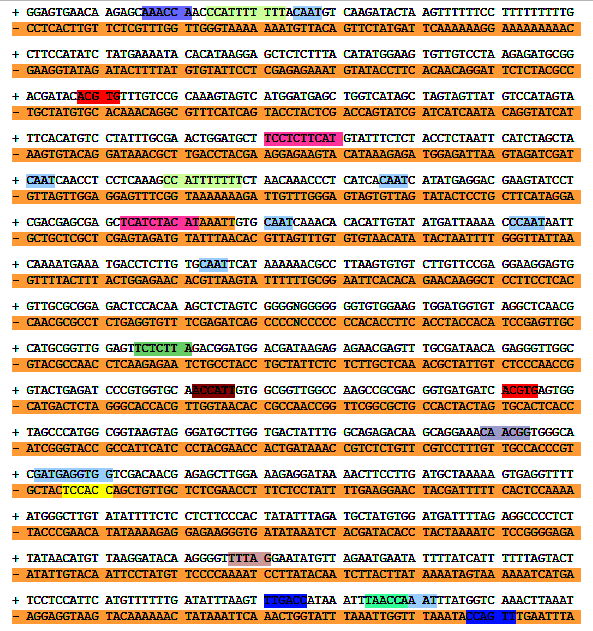 + GGAGTGAACA AGAGCAAACC AACCCATTTT TTTACAATGT CAAGATACTA AGTTTTTTCC TTTTTTTTTG
- CCTCACTTGT TCTCGTTTGG TTGGGTAAAA AAATGTTACA GTTCTATGAT TCAAAAAAGG AAAAAAAAAC
+ CTTCCATATC TATGAAAATA CACATAAGGA GCTCTCTTTA CATATGGAAG TTGTGTCCTA AGAGATGCGG
- GAAGGTATAG ATACTTTTAT GTGTATTCCT CGAGAGAAAT GTATACCTTC AACACAGGAT TCTCTACGCC
+ ACGATACACG TGTTTGTCCG CAAAGTAGTC ATGGATGAGC TGGTCATAGC TAGTAGTTAT GTCCATAGTA
- TGCTATGTGC ACAAACAGGC GTTTCATCAG TACCTACTCG ACCAGTATCG ATCATCAATA CAGGTATCAT
+ TTCACATGTC CTATTTGCGA ACTGGATGCT TCCTCTTCAT GTATTTCTCT ACCTCTAATT CATCTAGCTA
- AAGTGTACAG GATAAACGCT TGACCTACGA AGGAGAAGTA CATAAAGAGA TGGAGATTAA GTAGATCGAT
+ CAATCAACCT CCTCAAAGCC ATTTTTTTCT AACAAACCCT CATCACAATC ATATGAGGAC GAAGTATCCT
- GTTAGTTGGA GGAGTTTCGG TAAAAAAAGA TTGTTTGGGA GTAGTGTTAG TATACTCCTG CTTCATAGGA
+ CGACGAGCGA GCTCATCTAC ATAAATTGTG CAATCAAACA CACATTGTAT ATGATTAAAA CCCAATAATT
- GCTGCTCGCT CGAGTAGATG TATTTAACAC GTTAGTTTGT GTGTAACATA TACTAATTTT GGGTTATTAA
+ CAAAATGAAA TGACCTCTTG TGCAATTCAT AAAAAACGCC TTAAGTGTGT CTTGTTCCGA GGAAGGAGTG
- GTTTTACTTT ACTGGAGAAC ACGTTAAGTA TTTTTTGCGG AATTCACACA GAACAAGGCT CCTTCCTCAC
+ GTTGCGCGGA GACTCCACAA AGCTCTAGTC GGGGNGGGGG GGTGTGGAAG TGGATGGTGT AGGCTCAACG
- CAACGCGCCT CTGAGGTGTT TCGAGATCAG CCCCNCCCCC CCACACCTTC ACCTACCACA TCCGAGTTGC
+ CATGCGGTTG GAGTTCTCTT AGACGGATGG ACGATAAGAG AGAACGAGTT TGCGATAACA GAGGGTTGGC
- GTACGCCAAC CTCAAGAGAA TCTGCCTACC TGCTATTCTC TCTTGCTCAA ACGCTATTGT CTCCCAACCG
+ GTACTGAGAT CCCGTGGTGC AACCATTGTG GCGGTTGGCC AAGCCGCGAC GGTGATGATC ACGTGAGTGG
- CATGACTCTA GGGCACCACG TTGGTAACAC CGCCAACCGG TTCGGCGCTG CCACTACTAG TGCACTCACC
+ TAGCCCATGG CGGTAAGTAG GGATGCTTGG TGACTATTTG GCAGAGACAA GCAGGAAACA ACGGTGGGCA
- ATCGGGTACC GCCATTCATC CCTACGAACC ACTGATAAAC CGTCTCTGTT CGTCCTTTGT TGCCACCCGT
+ CGATGAGGTG GTCGACAACG AGAGCTTGGA AAGAGGATAA AACTTCCTTG ATGCTAAAAA GTGAGGTTTT
- GCTACTCCAC CAGCTGTTGC TCTCGAACCT TTCTCCTATT TTGAAGGAAC TACGATTTTT CACTCCAAAA
+ ATGGGCTTGT ATATTTTCTC CTCTTCCCAC TATATTTAGA TGCTATGTGG ATGATTTTAG AGGCCCCTCT
- TACCCGAACA TATAAAAGAG GAGAAGGGTG ATATAAATCT ACGATACACC TACTAAAATC TCCGGGGAGA
+ TATAACATGT TAAGGATACA AGGGGTTTTA GGAATATGTT AGAATGAATA TTTTATCATT TTTTAGTACT
- ATATTGTACA ATTCCTATGT TCCCCAAAAT CCTTATACAA TCTTACTTAT AAAATAGTAA AAAATCATGA
+ TCCTCCATTC ATGTTTTTTG ATATTTAAGT TTGACCATAA ATTTAACCAA ATTTATGGTC AAACTTAAAT
- AGGAGGTAAG TACAAAAAAC TATAAATTCA AACTGGTATT TAAATTGGTT TAAATACCAG TTTGAATTTA